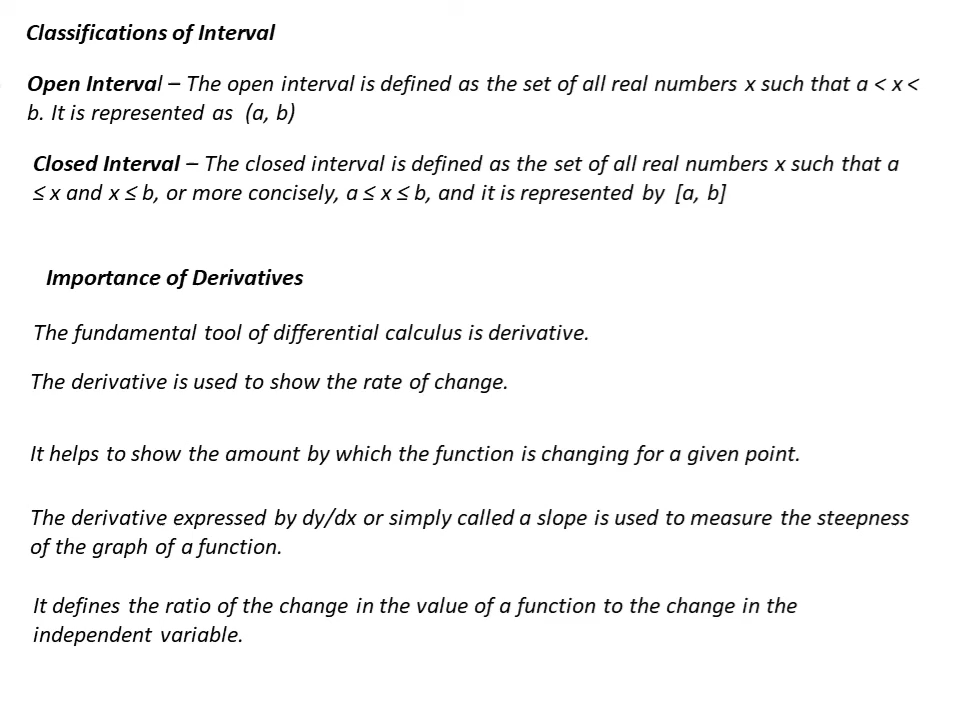 Classifications of Interval
Open Interval – The open interval is defined as the set of all real numbers x such that a < x <
b. It is represented as (a, b)
Closed Interval – The closed interval is defined as the set of all real numbers x such that a
≤ x and x ≤ b, or more concisely, a ≤ x ≤ b, and it is represented by [a, b]
Importance of Derivatives
The fundamental tool of differential calculus is derivative.
The derivative is used to show the rate of change.
It helps to show the amount by which the function is changing for a given point.
The derivative expressed by dy/dx or simply called a slope is used to measure the steepness
of the graph of a function.
It defines the ratio of the change in the value of a function to the change in the
independent variable.